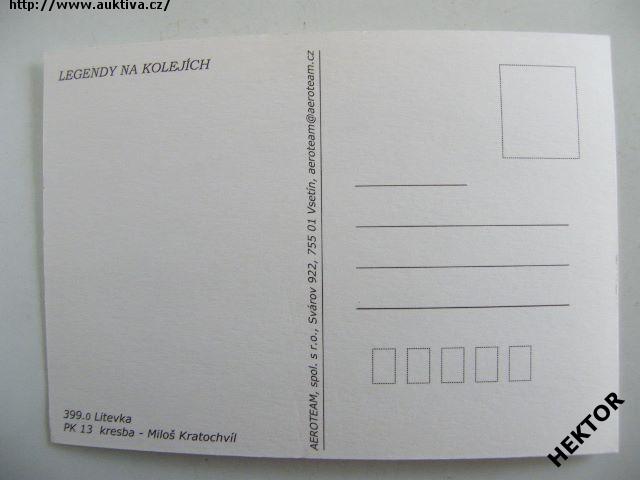 http://www.auktiva.cz/
LEGENDY NA KOLEJÍCH
AEROTEAM, spol. s r.o., Svárov 922, 755 01 Vsetín, aeroteam@aeroteam.cz
399.0 Litevka
PK 13 kresba - Miloš Kratochvíl
HEKTOR